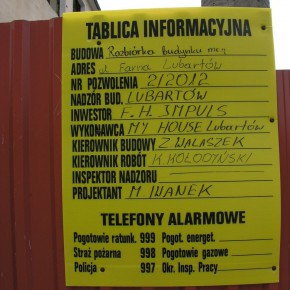 TABLICA INFORMACYJNA
BUDOWA Rozbiórka budynku mcg
ADRES ul Farna Lubartów
NR POZWOLENIA 2/2012
NADZÓR BUD. LUBARTÓW
INWESTOR F.H. IMPULS
WYKONAWCA MY HOUSE Lubartów
KIEROWNIK BUDOWY Z WALASZEK
KIEROWNIK ROBÓT K. KOŁODYŃSKI
INSPEKTOR NADZORU
PROJEKTANT M. IWANEK
TELEFONY ALARMOWE
Pogotowie ratunk. 999 Pogot. energet.
Straż pożarna 998 Pogotowie gazowe
Policja 997 Okr. Insp. Pracy